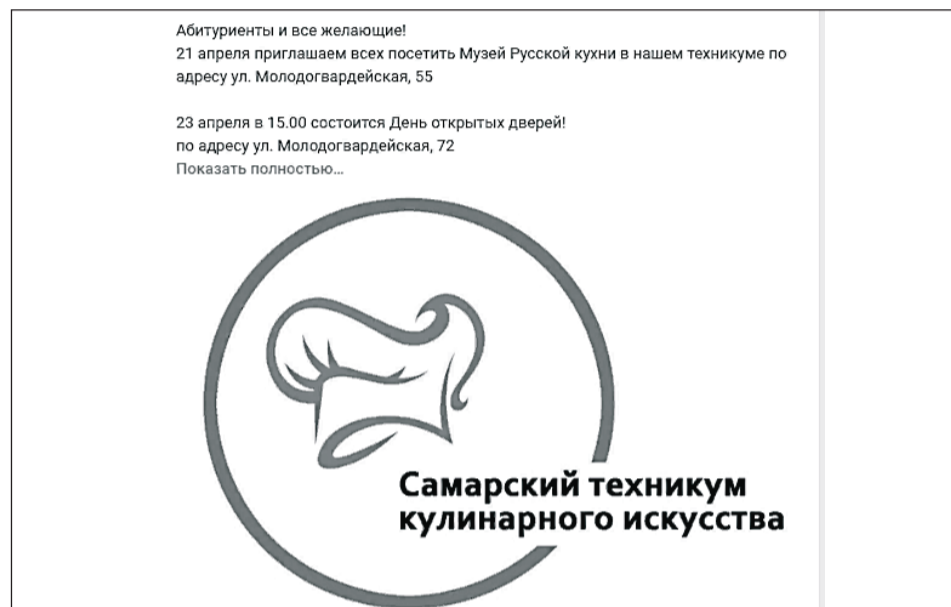 Абитуриенты и все желающие!
21 апреля приглашаем всех посетить Музей Русской кухни в нашем техникуме по
адресу ул. Молодогвардейская, 55
23 апреля в 15.00 состоится День открытых дверей!
по адресу ул. Молодогвардейская, 72
Показать полностью...
Самарский техникум
кулинарного искусства